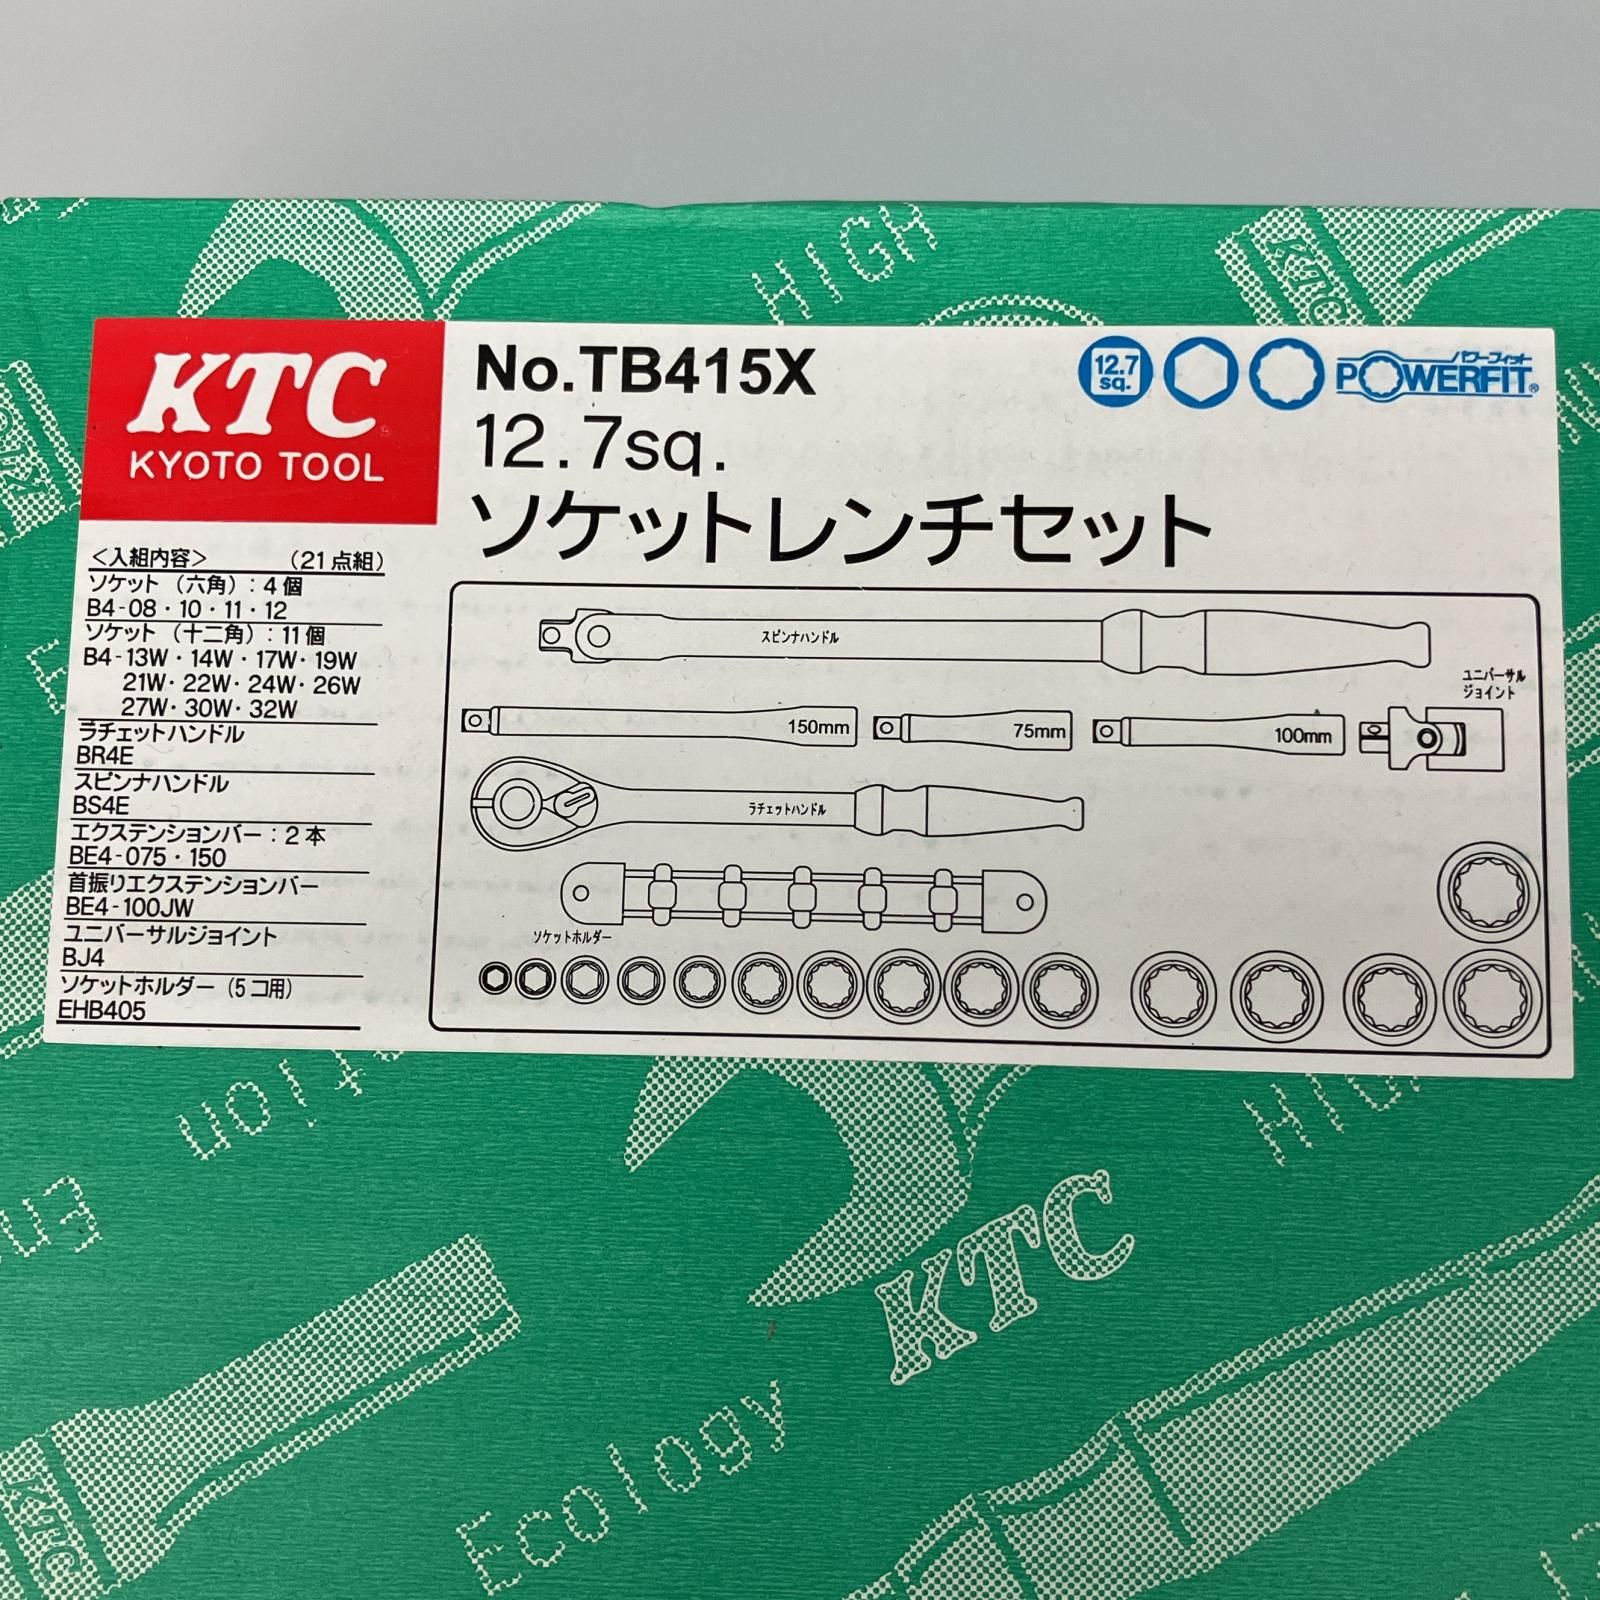 KTC
KYOTO TOOL
No.TB415X
12.7sq.
ソケットレンチセット
12.7
sq.
パワーフィット
POWERFIT®
<入組内容> (21点組)
ソケット (六角) : 4個
B4-08・10・11・12
ソケット (十二角) : 11個
B4-13W・14W・17W・19W
21W・22W・24W・26W
27W・30W・32W
ラチェットハンドル
BR4E
スピンナハンドル
BS4E
エクステンションバー : 2本
BE4-075・150
首振りエクステンションバー
BE4-100JW
ユニバーサルジョイント
BJ4
ソケットホルダー (5コ用)
EHB405
スピンナハンドル
ユニバーサル
ジョイント
150mm
75mm
100mm
ラチェットハンドル
ソケットホルダー
HIGH
KTC
KTC
Ecology
KTC